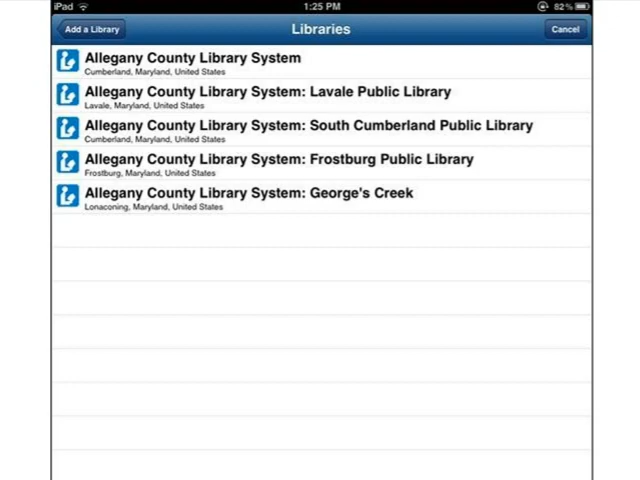 iPad 1:25 PM 82%
Add a Library Libraries Cancel
Allegany County Library System
Cumberland, Maryland, United States
Allegany County Library System: Lavale Public Library
Lavale, Maryland, United States
Allegany County Library System: South Cumberland Public Library
Cumberland, Maryland, United States
Allegany County Library System: Frostburg Public Library
Frostburg, Maryland, United States
Allegany County Library System: George's Creek
Lonaconing, Maryland, United States